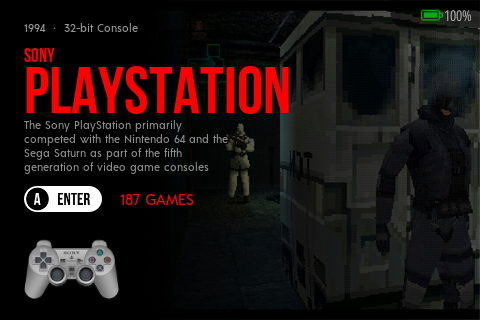 100%
1994 · 32-bit Console
SONY
PLAYSTATION
The Sony PlayStation primarily
competed with the Nintendo 64 and the
Sega Saturn as part of the fifth
generation of video game consoles
A ENTER
187 GAMES
SONY